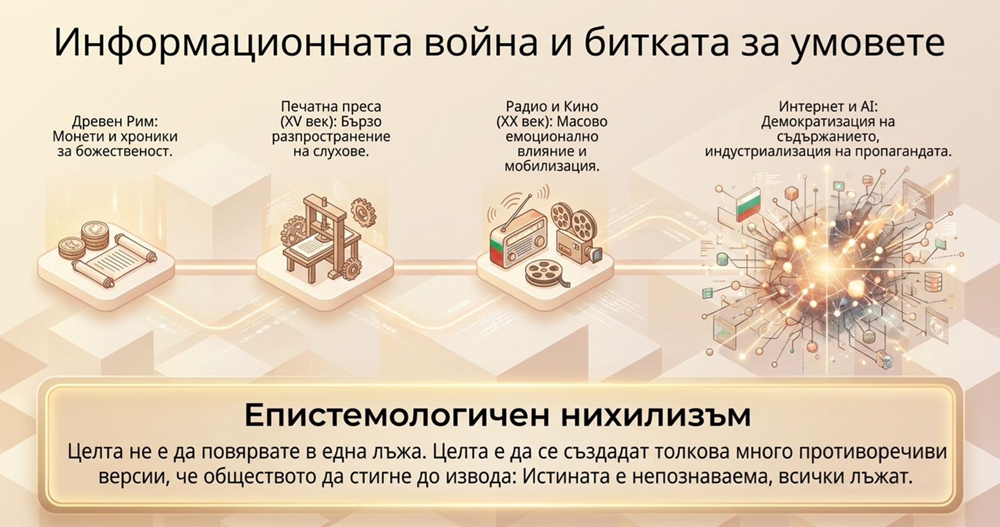 Информационната война и битката за умовете
Древен Рим:
Монети и хроники
за божественост.
Печатна преса
(XV век): Бързо
разпространение
на слухове.
Радио и Кино
(XX век): Масово
емоционално
влияние и
мобилизация.
Интернет и AI:
Демократизация на
съдържанието,
индустриализация на пропагандата.
Епистемологичен нихилизъм
Целта не е да повярвате в една лъжа. Целта е да се създадат толкова много противоречиви
версии, че обществото да стигне до извода: Истината е непознаваема, всички лъжат.